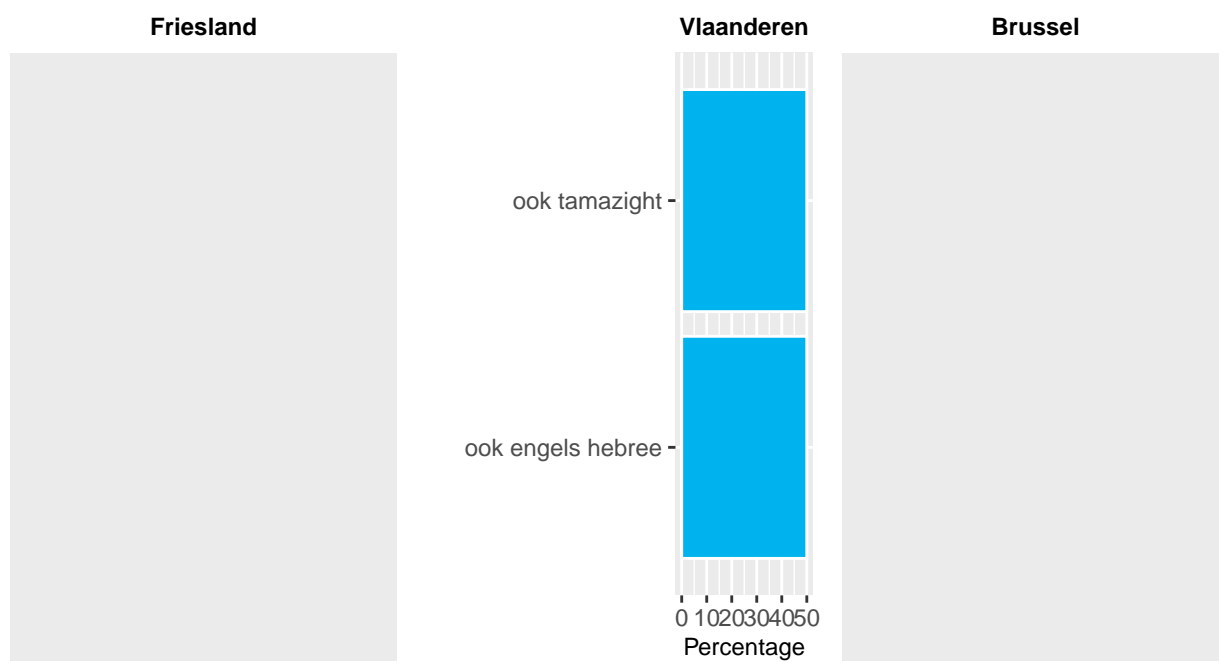 Friesland
Vlaanderen
Brussel
ook tamazight
ook engels hebree
0 10 20 30 40 50
Percentage